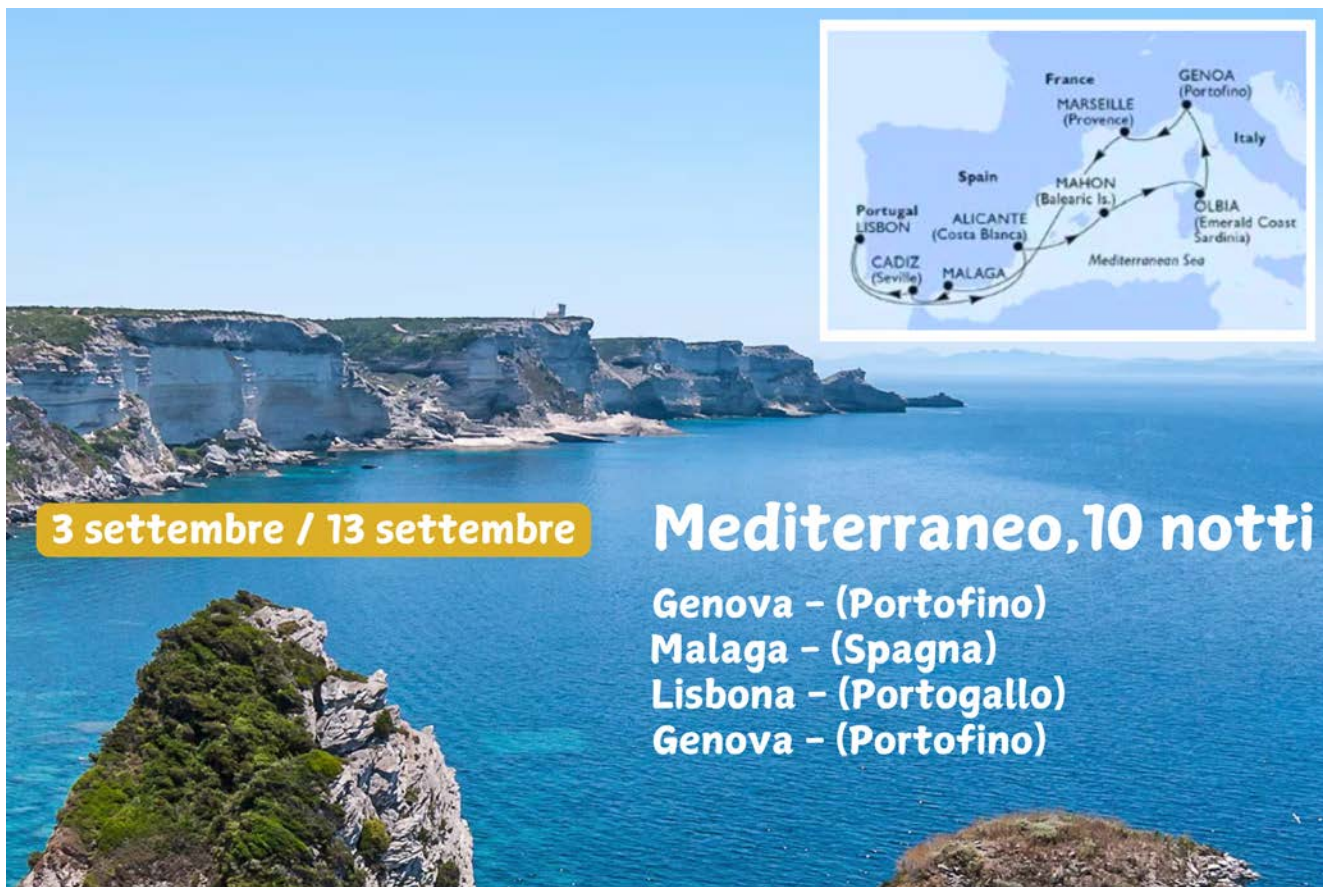 France
GENOA
(Portofino)
MARSEILLE
(Provence)
Italy
Spain
MAHON
(Balearic Is.)
Portugal
LISBON
ALICANTE
(Costa Blanca)
OLBIA
(Emerald Coast
Sardinia)
CADIZ
(Seville)
MALAGA
Mediterranean Sea
3 settembre / 13 settembre
Mediterraneo,10 notti
Genova – (Portofino)
Malaga – (Spagna)
Lisbona – (Portogallo)
Genova – (Portofino)